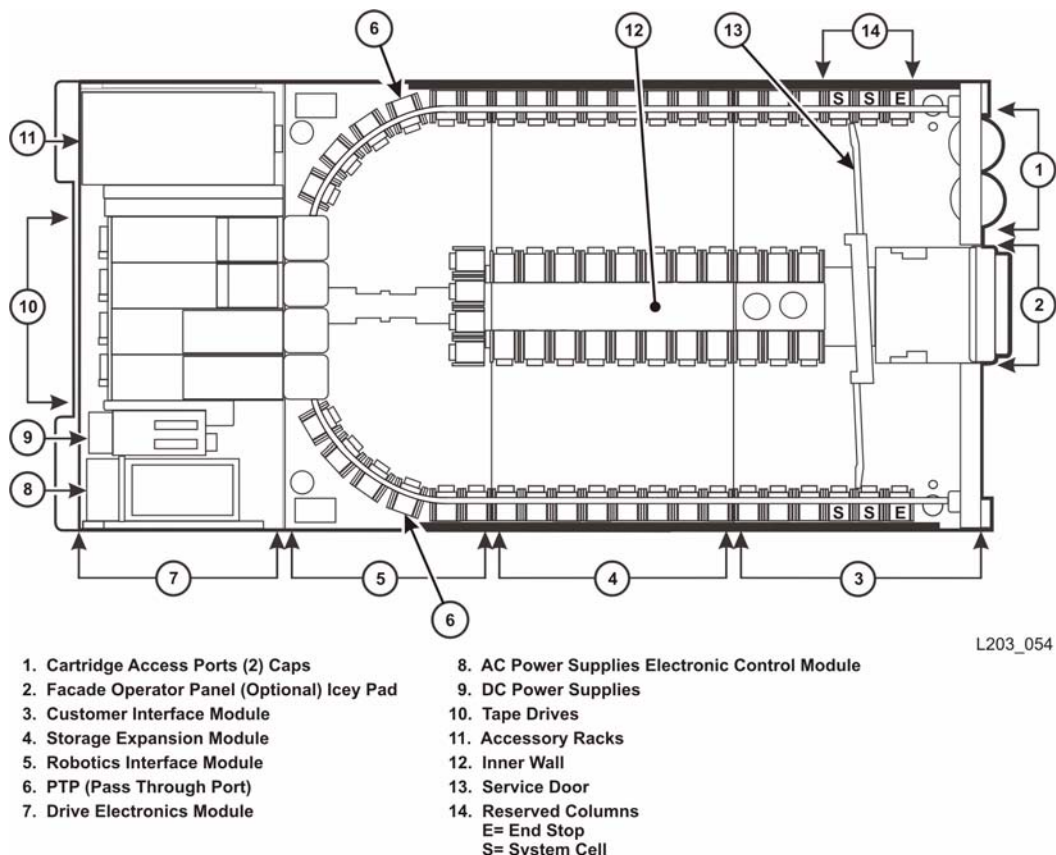 6
12
13
14
S S E
11
1
10
2
9
8
S S E
7
5
4
3
6
L203_054
1. Cartridge Access Ports (2) Caps
2. Facade Operator Panel (Optional) Icey Pad
3. Customer Interface Module
4. Storage Expansion Module
5. Robotics Interface Module
6. PTP (Pass Through Port)
7. Drive Electronics Module
8. AC Power Supplies Electronic Control Module
9. DC Power Supplies
10. Tape Drives
11. Accessory Racks
12. Inner Wall
13. Service Door
14. Reserved Columns
E= End Stop
S= System Cell